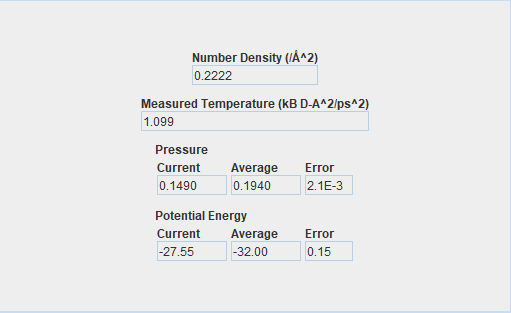 Number Density (/Å^2)
0.2222
Measured Temperature (kB D-A^2/ps^2)
1.099
Pressure
Current Average Error
0.1490 0.1940 2.1E-3
Potential Energy
Current Average Error
-27.55 -32.00 0.15